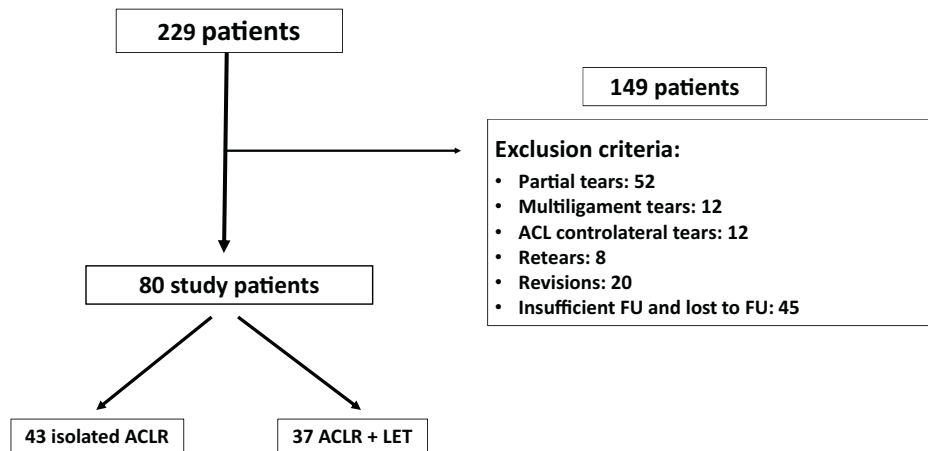 229 patients
149 patients
Exclusion criteria:
• Partial tears: 52
• Multiligament tears: 12
• ACL controlateral tears: 12
• Retears: 8
• Revisions: 20
• Insufficient FU and lost to FU: 45
80 study patients
43 isolated ACLR
37 ACLR + LET